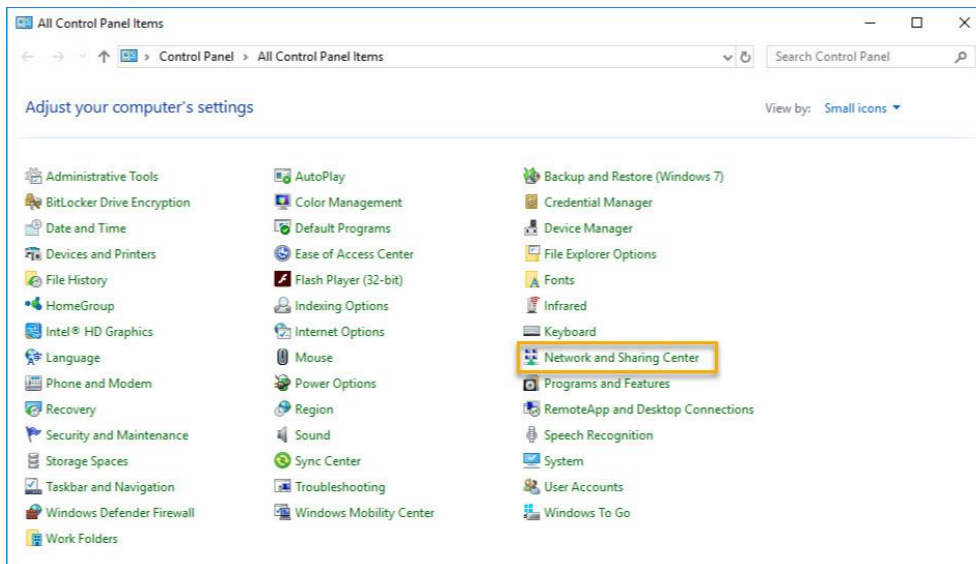 All Control Panel Items
Control Panel > All Control Panel Items
Search Control Panel
Adjust your computer's settings
View by: Small icons
Administrative Tools
AutoPlay
Backup and Restore (Windows 7)
BitLocker Drive Encryption
Color Management
Credential Manager
Date and Time
Default Programs
Device Manager
Devices and Printers
Ease of Access Center
File Explorer Options
File History
Flash Player (32-bit)
Fonts
HomeGroup
Indexing Options
Infrared
Intel® HD Graphics
Internet Options
Keyboard
Language
Mouse
Network and Sharing Center
Phone and Modem
Power Options
Programs and Features
Recovery
Region
RemoteApp and Desktop Connections
Security and Maintenance
Sound
Speech Recognition
Storage Spaces
Sync Center
System
Taskbar and Navigation
Troubleshooting
User Accounts
Windows Defender Firewall
Windows Mobility Center
Windows To Go
Work Folders